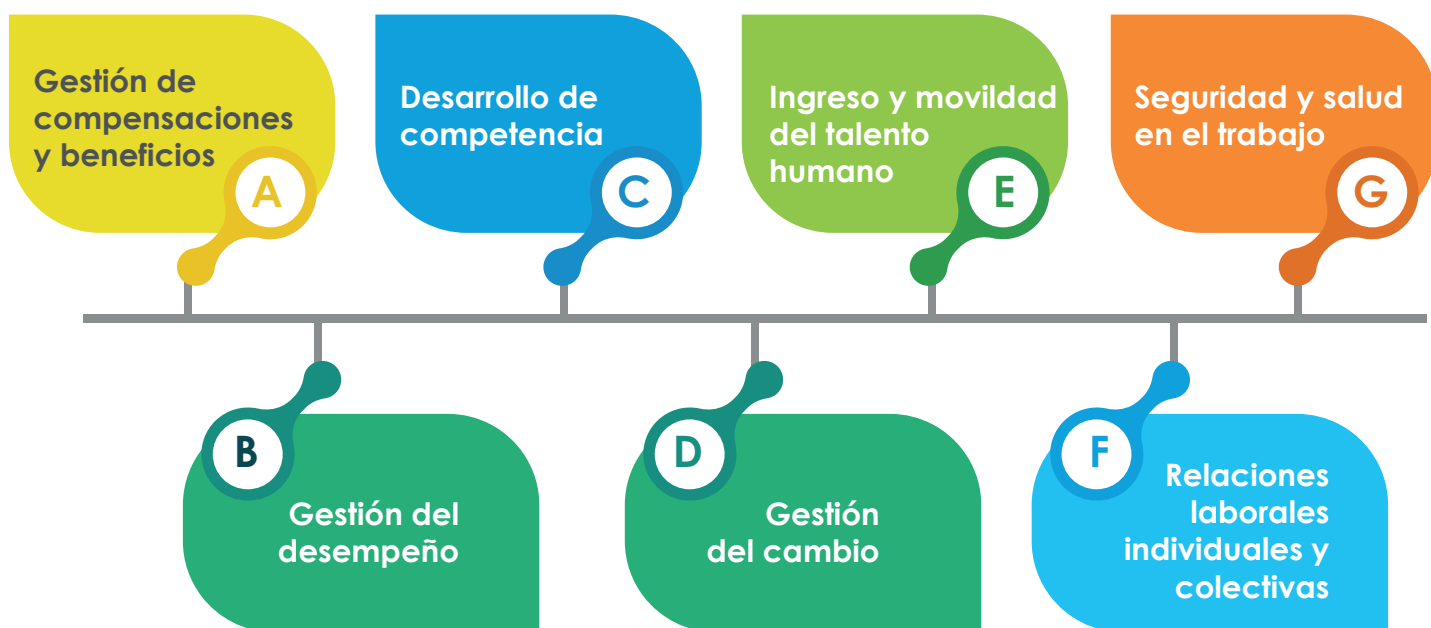 Gestión de
compensaciones
y beneficios
A
Desarrollo de
competencia
C
Ingreso y movildad
del talento
humano
E
Seguridad y salud
en el trabajo
G
B
Gestión del
desempeño
D
Gestión
del cambio
F
Relaciones
laborales
individuales y
colectivas